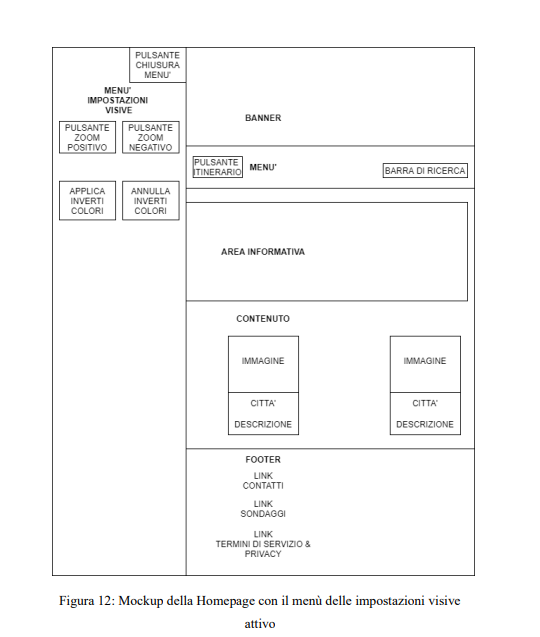 PULSANTE
CHIUSURA
MENU'
MENU'
IMPOSTAZIONI
VISIVE
PULSANTE
ZOOM
POSITIVO
PULSANTE
ZOOM
NEGATIVO
APPLICA
INVERTI
COLORI
ANNULLA
INVERTI
COLORI
BANNER
PULSANTE
ITINERARIO
MENU'
BARRA DI RICERCA
AREA INFORMATIVA
CONTENUTO
IMMAGINE
CITTA'
DESCRIZIONE
IMMAGINE
CITTA'
DESCRIZIONE
FOOTER
LINK
CONTATTI
LINK
SONDAGGI
LINK
TERMINI DI SERVIZIO &
PRIVACY
Figura 12: Mockup della Homepage con il menù delle impostazioni visive
attivo